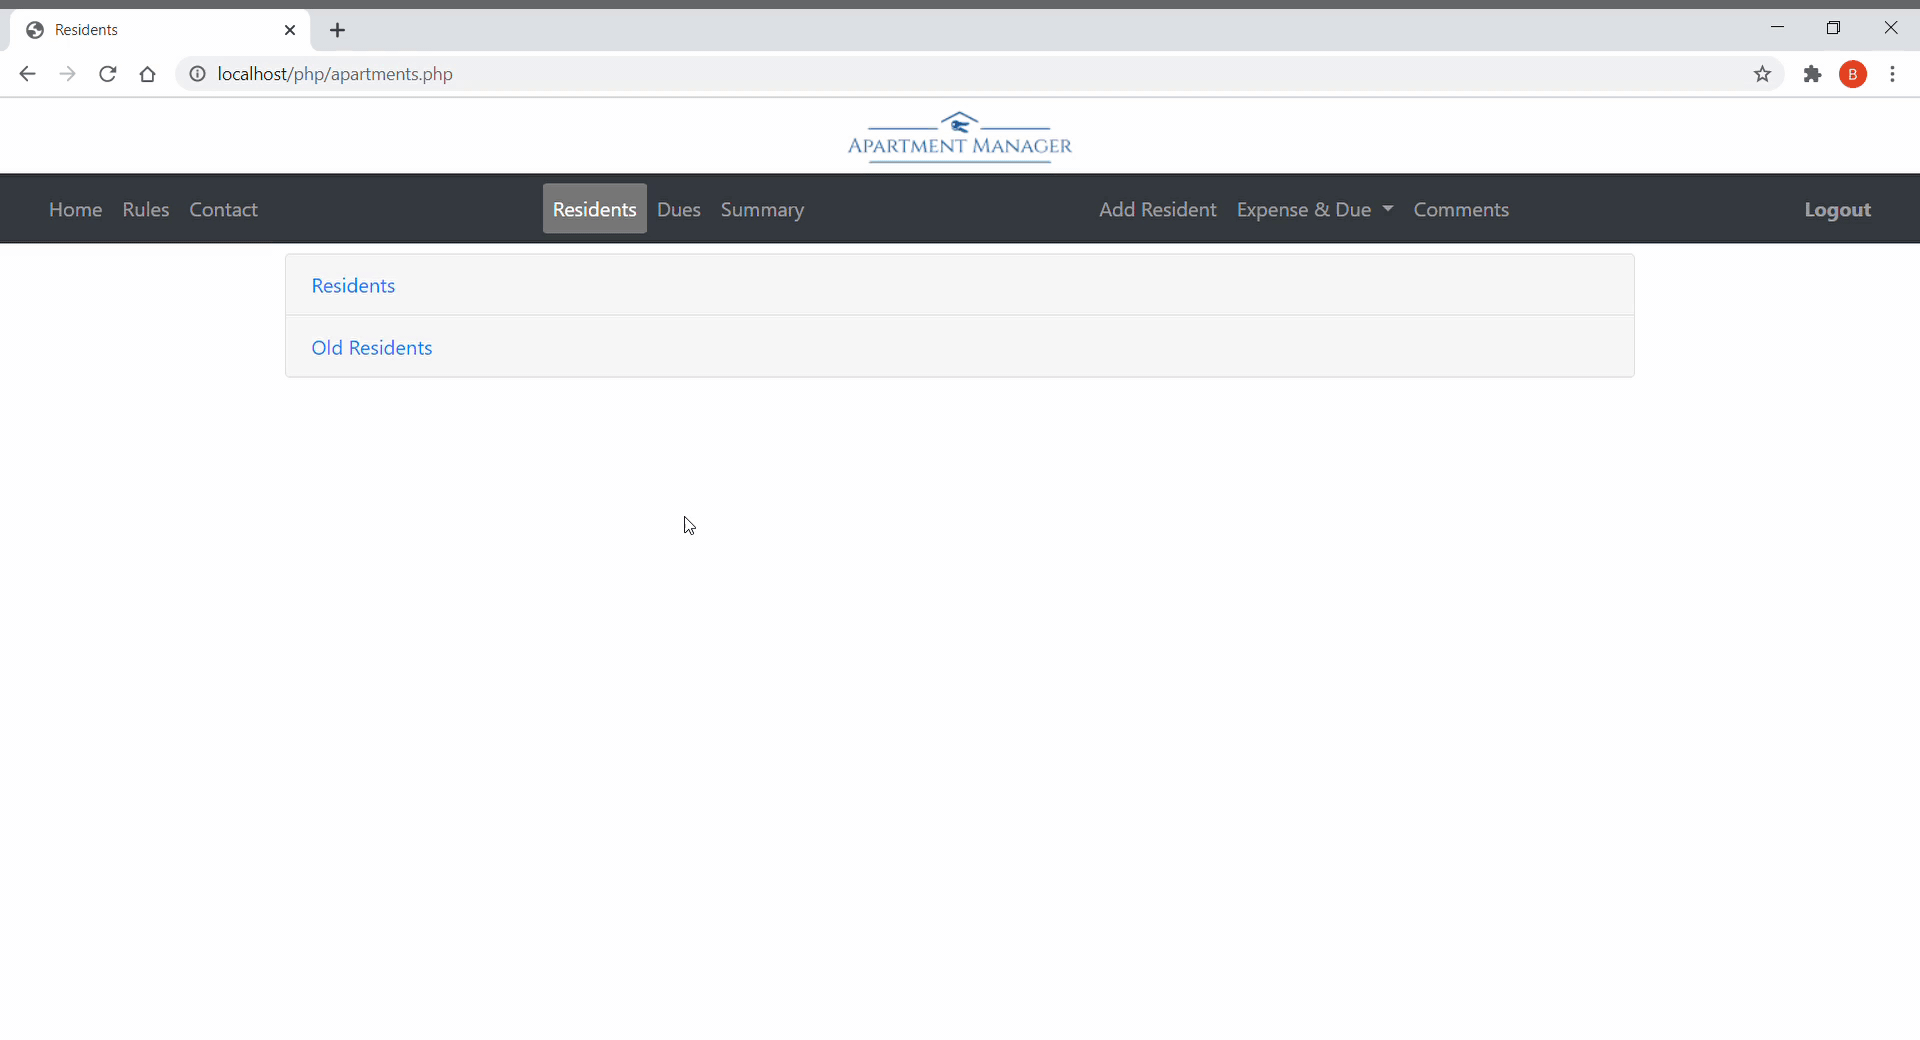 Residents
localhost/php/apartments.php
B
APARTMENT MANAGER
Home Rules Contact Residents Dues Summary Add Resident Expense & Due Comments Logout
Residents
Old Residents